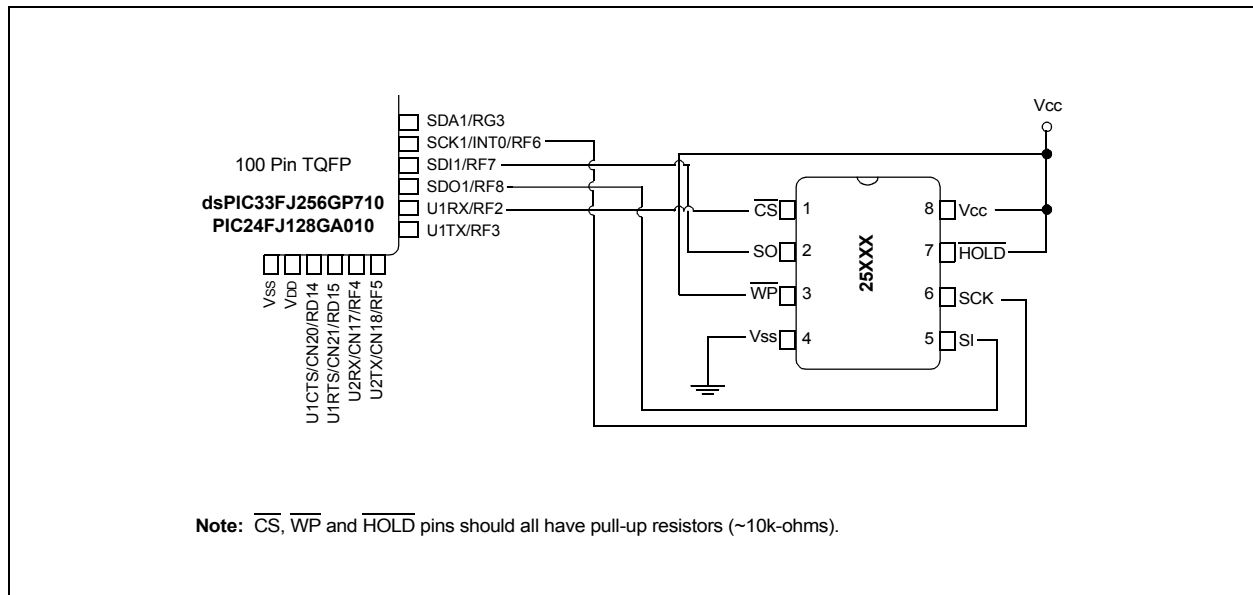 SDA1/RG3
SCK1/INT0/RF6
100 Pin TQFP
SDI1/RF7
SDO1/RF8
dsPIC33FJ256GP710
U1RX/RF2
PIC24FJ128GA010
U1TX/RF3
VSS
VDD
U1CTS/CN20/RD14
U1RTS/CN21/RD15
U2RX/CN17/RF4
U2TX/CN18/RF5
Vcc
CS 1
SO 2
WP 3
Vss 4
25XXX
8 Vcc
7 HOLD
6 SCK
5 SI
Note: CS, WP and HOLD pins should all have pull-up resistors (~10k-ohms).